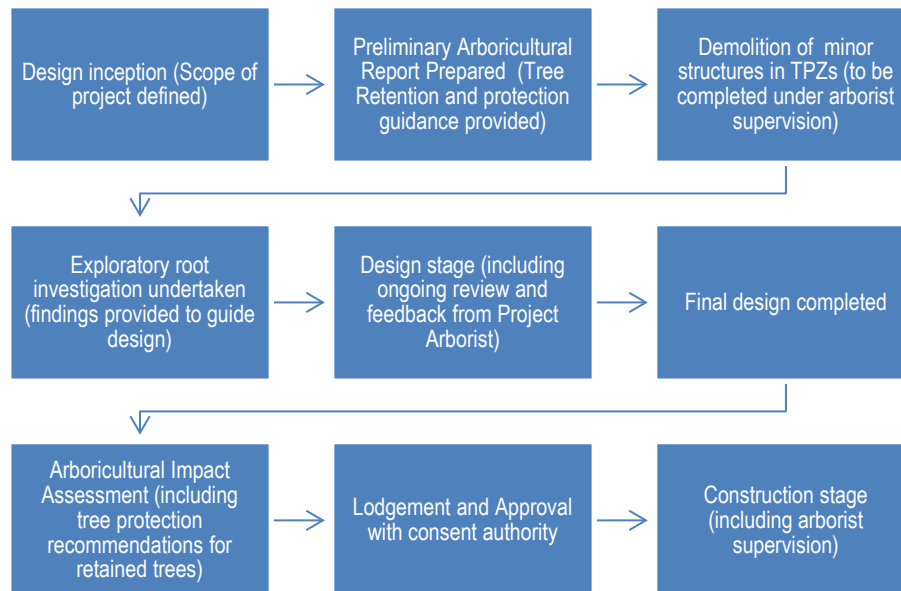 Design inception (Scope of
project defined)
Preliminary Arboricultural
Report Prepared (Tree
Retention and protection
guidance provided)
Demolition of minor
structures in TPZs (to be
completed under arborist
supervision)
Exploratory root
investigation undertaken
(findings provided to guide
design)
Design stage (including
ongoing review and
feedback from Project
Arborist)
Final design completed
Arboricultural Impact
Assessment (including
tree protection
recommendations for
retained trees)
Lodgement and Approval
with consent authority
Construction stage
(including arborist
supervision)